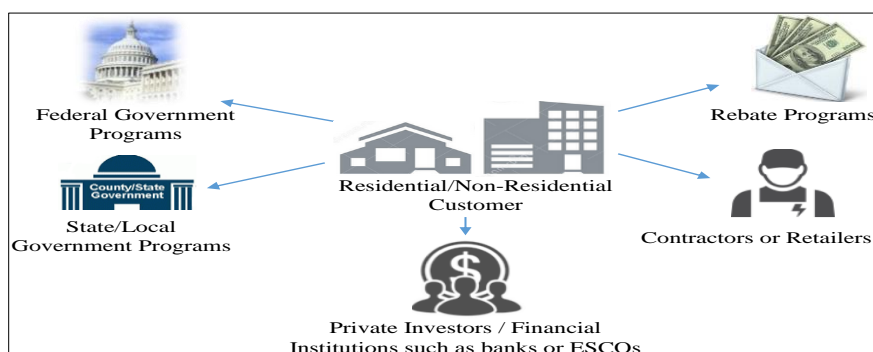 Federal Government
Programs
County/State
Government
State/Local
Government Programs
Residential/Non-Residential
Customer
Rebate Programs
Contractors or Retailers
Private Investors / Financial
Institutions such as banks or ESCOs